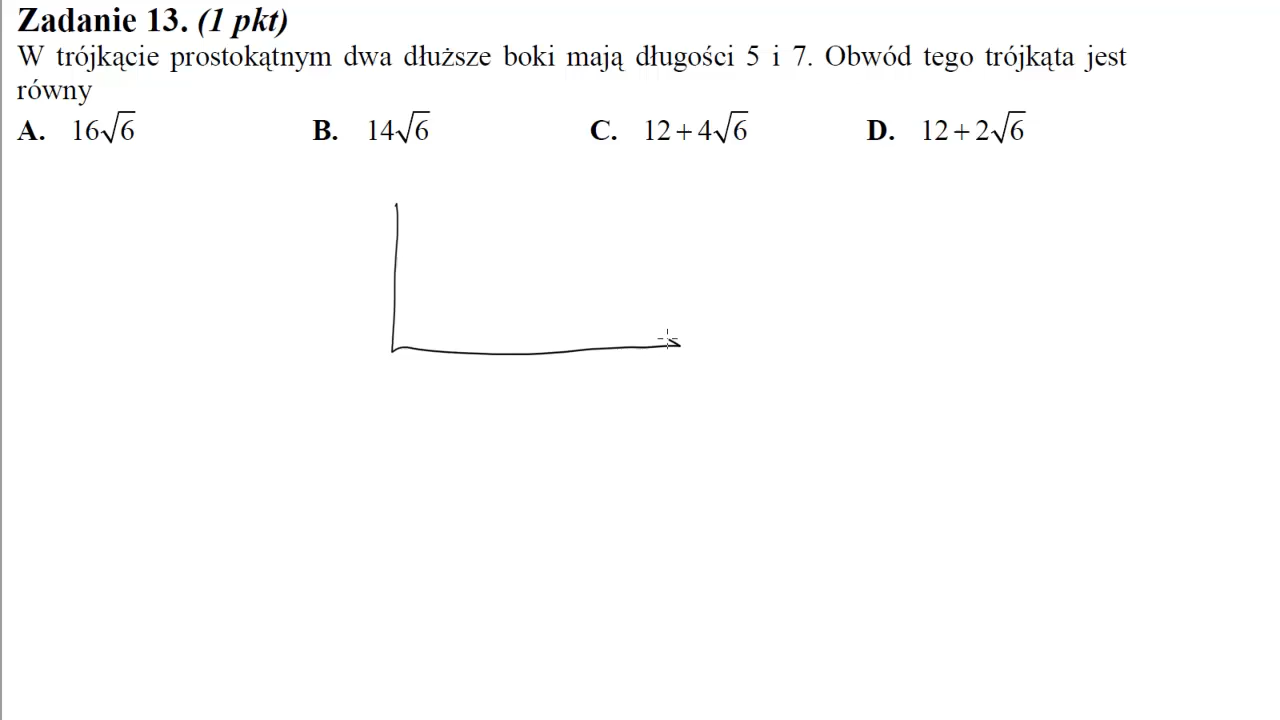 Zadanie 13. (1 pkt)
W trójkącie prostokątnym dwa dłuższe boki mają długości 5 i 7. Obwód tego trójkąta jest
równy
A. 16√6 B. 14√6 C. 12 + 4√6 D. 12 + 2√6